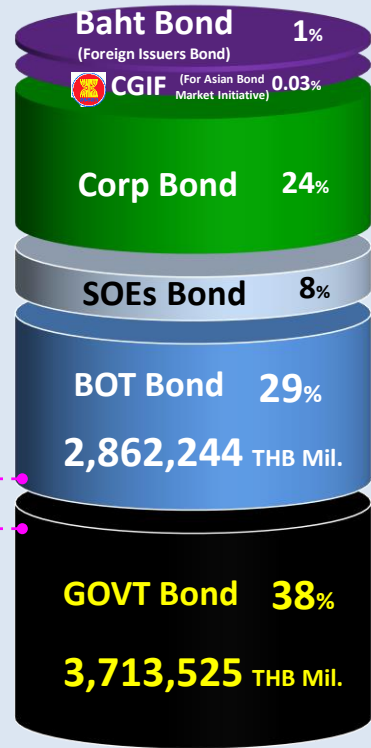 Baht Bond 1%
(Foreign Issuers Bond)
CGIF (For Asian Bond Market Initiative) 0.03%
Corp Bond 24%
SOEs Bond 8%
BOT Bond 29%
2,862,244 THB Mil.
GOVT Bond 38%
3,713,525 THB Mil.